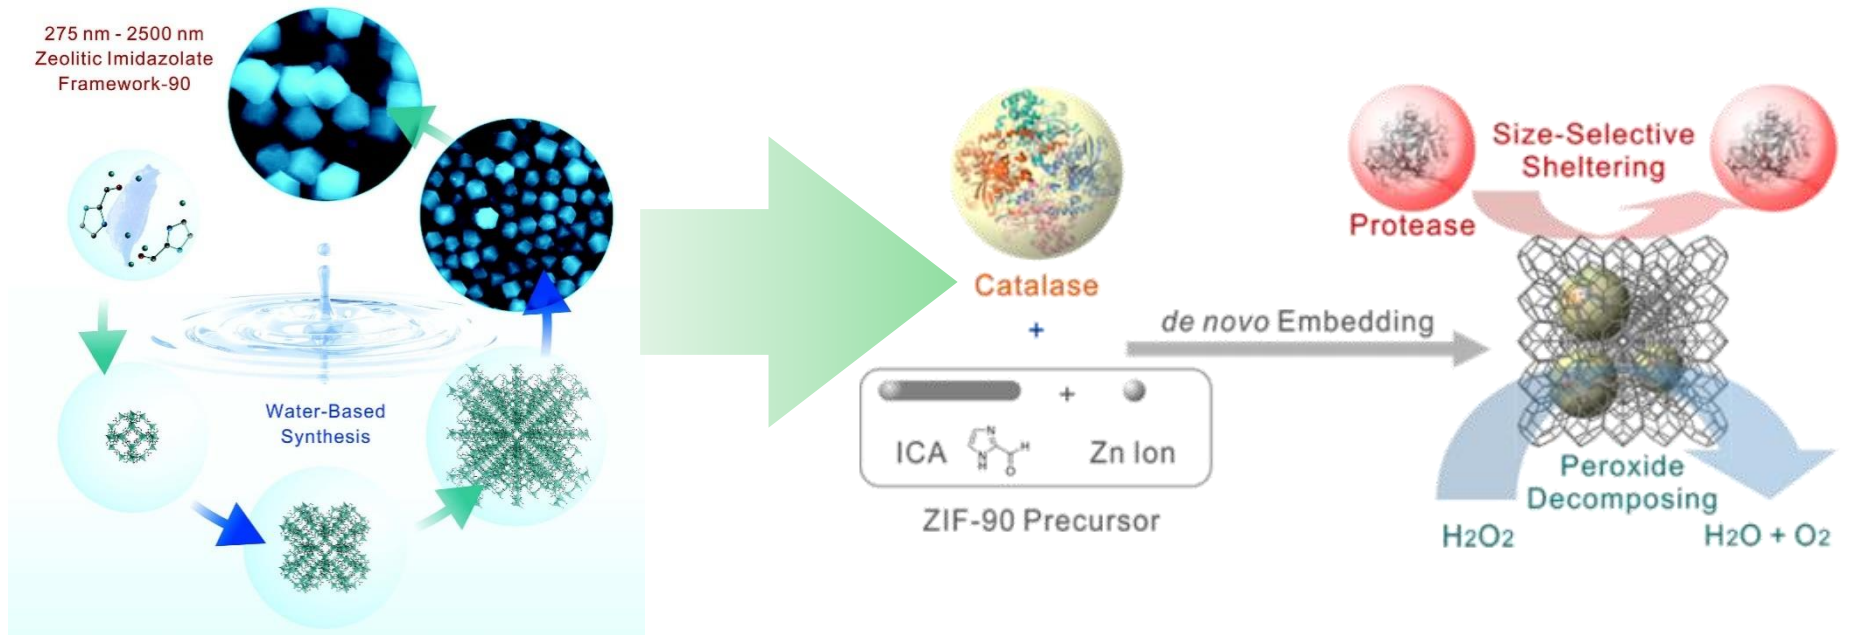 275 nm - 2500 nm
Zeolitic Imidazolate
Framework-90
Water-Based
Synthesis
Catalase
+
ICA
N
N
H
O
H
+
Zn Ion
ZIF-90 Precursor
de novo Embedding
Protease
Size-Selective
Sheltering
Peroxide
Decomposing
H2O2
H2O + O2